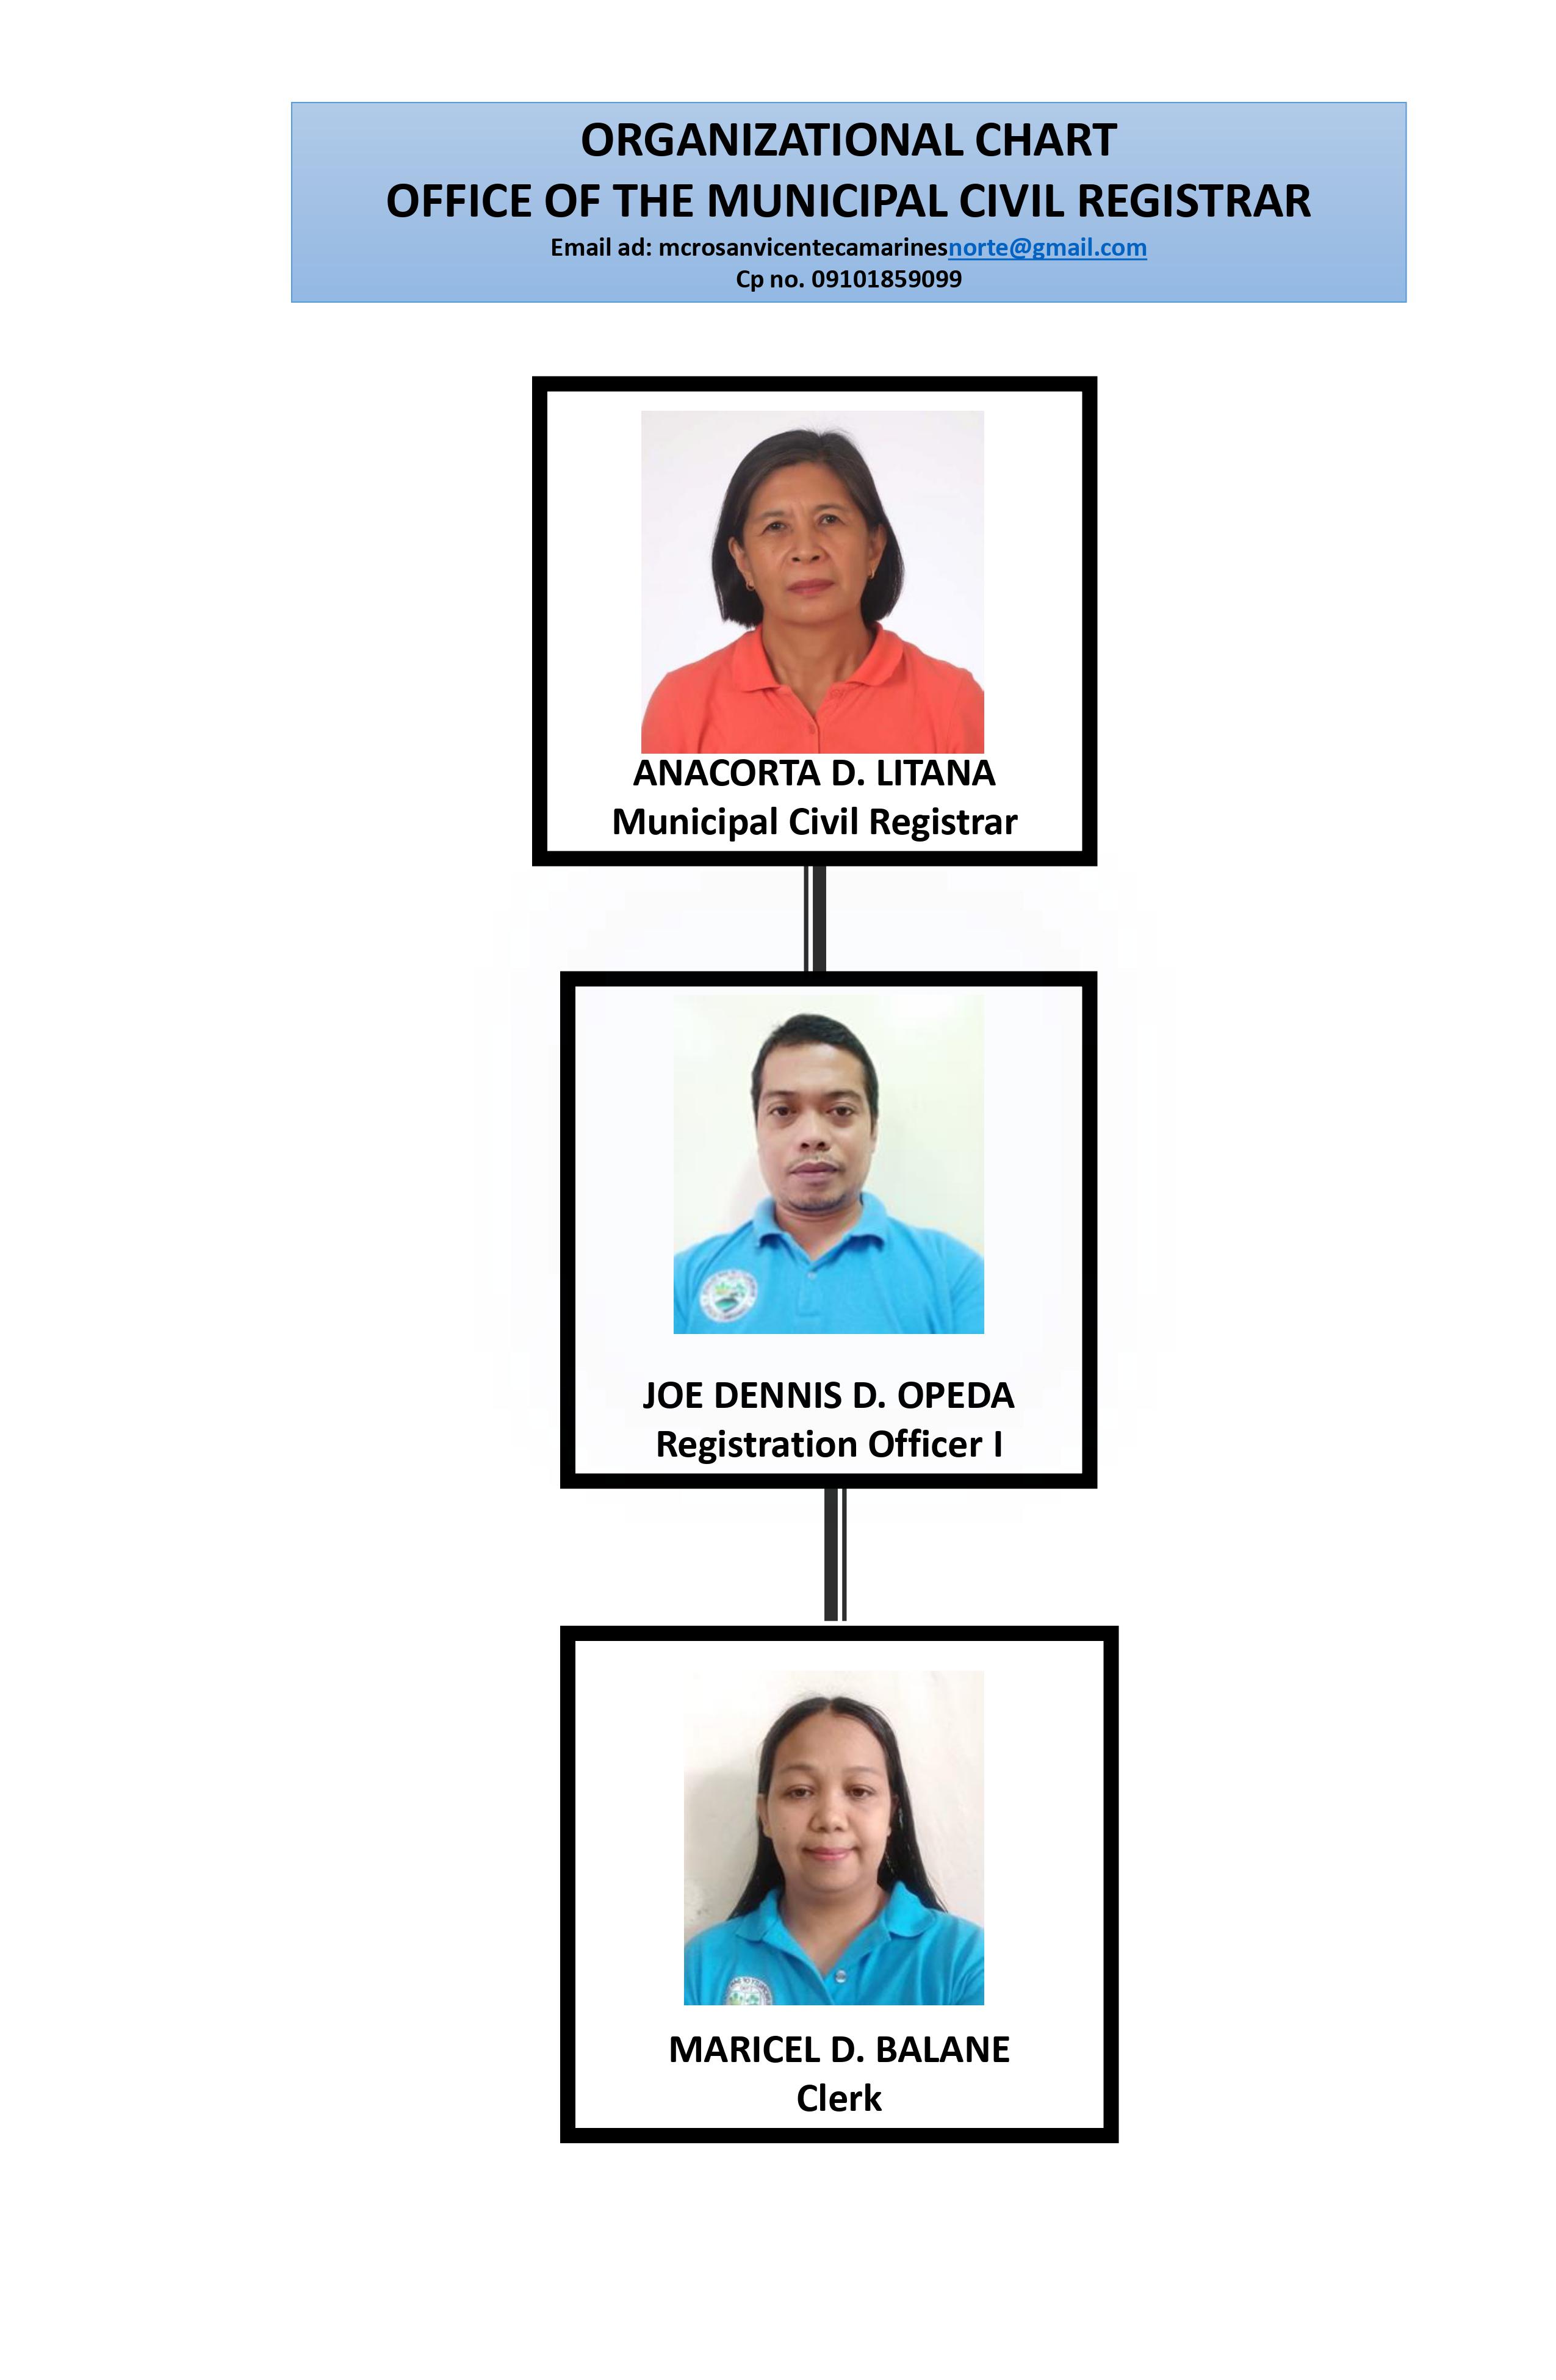 ORGANIZATIONAL CHART
OFFICE OF THE MUNICIPAL CIVIL REGISTRAR
Email ad: mcrosanvicentecamarinesnorte@gmail.com
Cp no. 09101859099
ANACORTA D. LITANA
Municipal Civil Registrar
JOE DENNIS D. OPEDA
Registration Officer I
MARICEL D. BALANE
Clerk